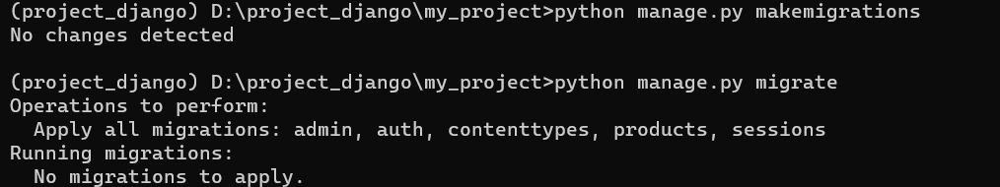 (project_django) D:\project_django\my_project>python manage.py makemigrations
No changes detected
(project_django) D:\project_django\my_project>python manage.py migrate
Operations to perform:
  Apply all migrations: admin, auth, contenttypes, products, sessions
Running migrations:
  No migrations to apply.